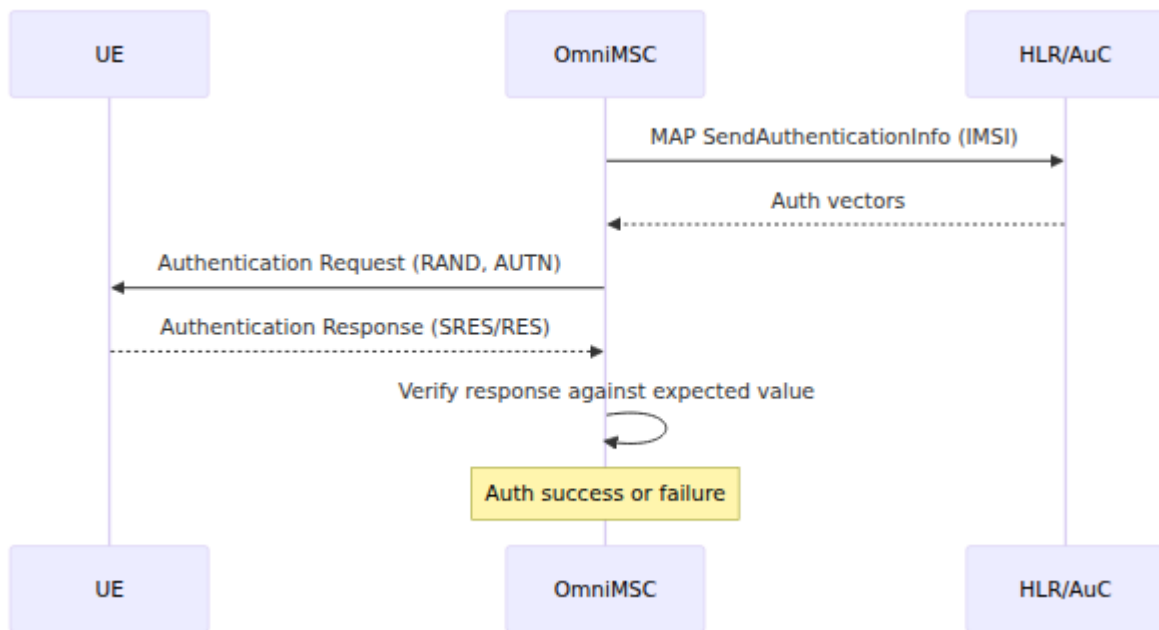 UE
OmniMSC
HLR/AuC
MAP SendAuthenticationInfo (IMSI)
Auth vectors
Authentication Request (RAND, AUTN)
Authentication Response (SRES/RES)
Verify response against expected value
Auth success or failure
UE
OmniMSC
HLR/AuC